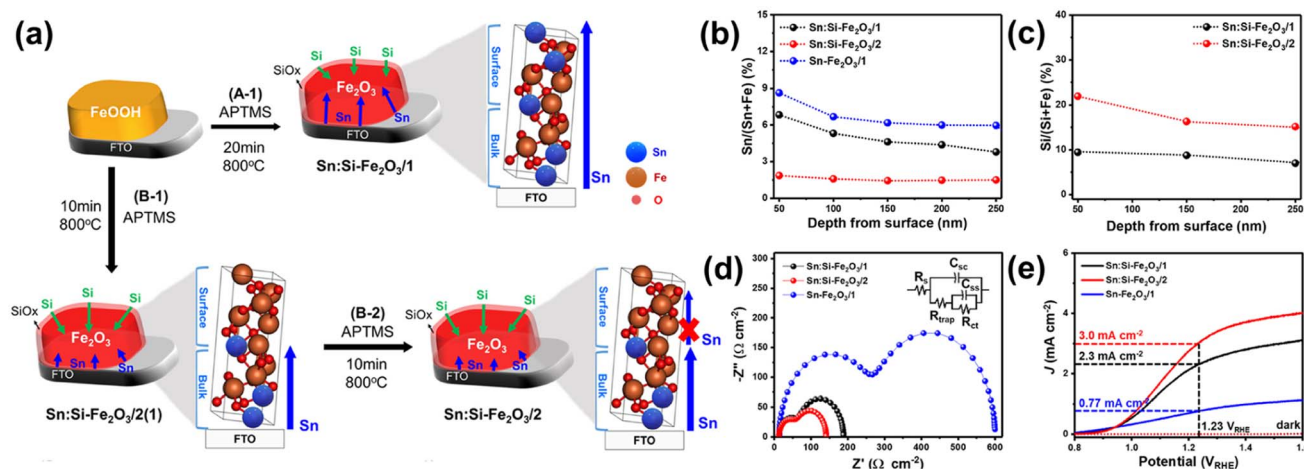 (a)
FeOOH
FTO
(A-1)
APTMS
20min
800°C
SiOx
Si
Si
Si
Fe₂O₃
Sn
Sn
FTO
Sn:Si-Fe₂O₃/1
Surface
Bulk
FTO
Sn
Sn
Fe
O
10min
800°C
(B-1)
APTMS
SiOx
Si
Si
Si
Fe₂O₃
Sn
Sn
FTO
Sn:Si-Fe₂O₃/2(1)
Surface
Bulk
FTO
Sn
(B-2)
APTMS
10min
800°C
SiOx
Si
Si
Si
Fe₂O₃
Sn
Sn
FTO
Sn:Si-Fe₂O₃/2
Surface
Bulk
FTO
Sn
Sn
(b)
Sn/(Sn+Fe) (%)
15
12
9
6
3
0
Sn:Si-Fe₂O₃/1
Sn:Si-Fe₂O₃/2
Sn-Fe₂O₃/1
50 100 150 200 250
Depth from surface (nm)
(c)
Si/(Si+Fe) (%)
40
30
20
10
0
Sn:Si-Fe₂O₃/1
Sn:Si-Fe₂O₃/2
50 100 150 200 250
Depth from surface (nm)
(d)
-Z'' (Ω cm⁻²)
300
250
200
150
100
50
0
Sn:Si-Fe₂O₃/1
Sn:Si-Fe₂O₃/2
Sn-Fe₂O₃/1
Csc
Rs
Css
Rtrap
Rct
0 100 200 300 400 500 600
Z' (Ω cm⁻²)
(e)
J (mA cm⁻²)
6
4
2
0
Sn:Si-Fe₂O₃/1
Sn:Si-Fe₂O₃/2
Sn-Fe₂O₃/1
3.0 mA cm⁻²
2.3 mA cm⁻²
0.77 mA cm⁻²
1.23 VRHE
dark
0.8 1.0 1.2 1.4
Potential (VRHE)